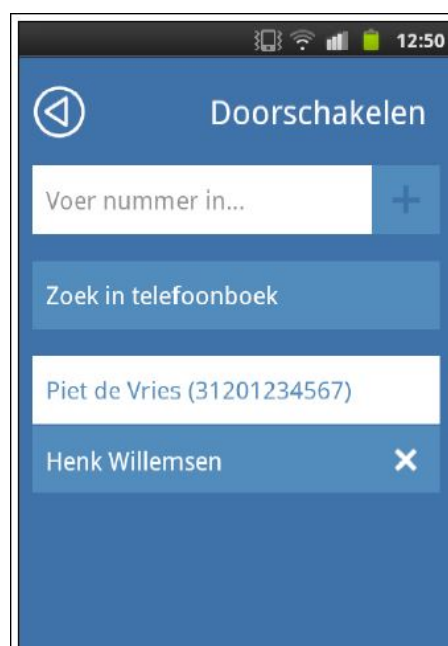 12:50
Doorschakelen
Voer nummer in...
Zoek in telefoonboek
Piet de Vries (31201234567)
Henk Willemsen